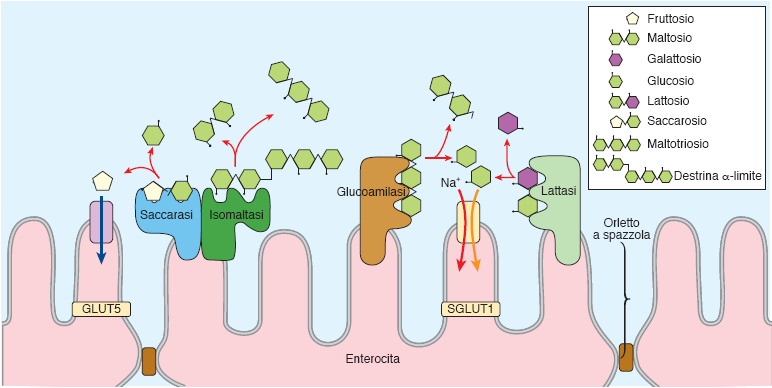 Fruttosio
Maltosio
Galattosio
Glucosio
Lattosio
Saccarosio
Maltotriosio
Destrina α-limite
Na+
Glucoamilasi
Lattasi
Saccarasi
Isomaltasi
Orletto
a spazzola
GLUT5
SGLUT1
Enterocita